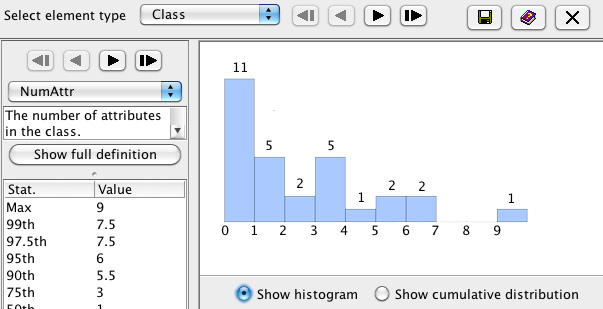 Select element type Class
NumAttr
The number of attributes
in the class.
Show full definition
Stat. Value
Max 9
99th 7.5
97.5th 7.5
95th 6
90th 5.5
75th 3
50th 1
11
5
2
5
1
2
2
1
0 1 2 3 4 5 6 7 8 9
Show histogram Show cumulative distribution